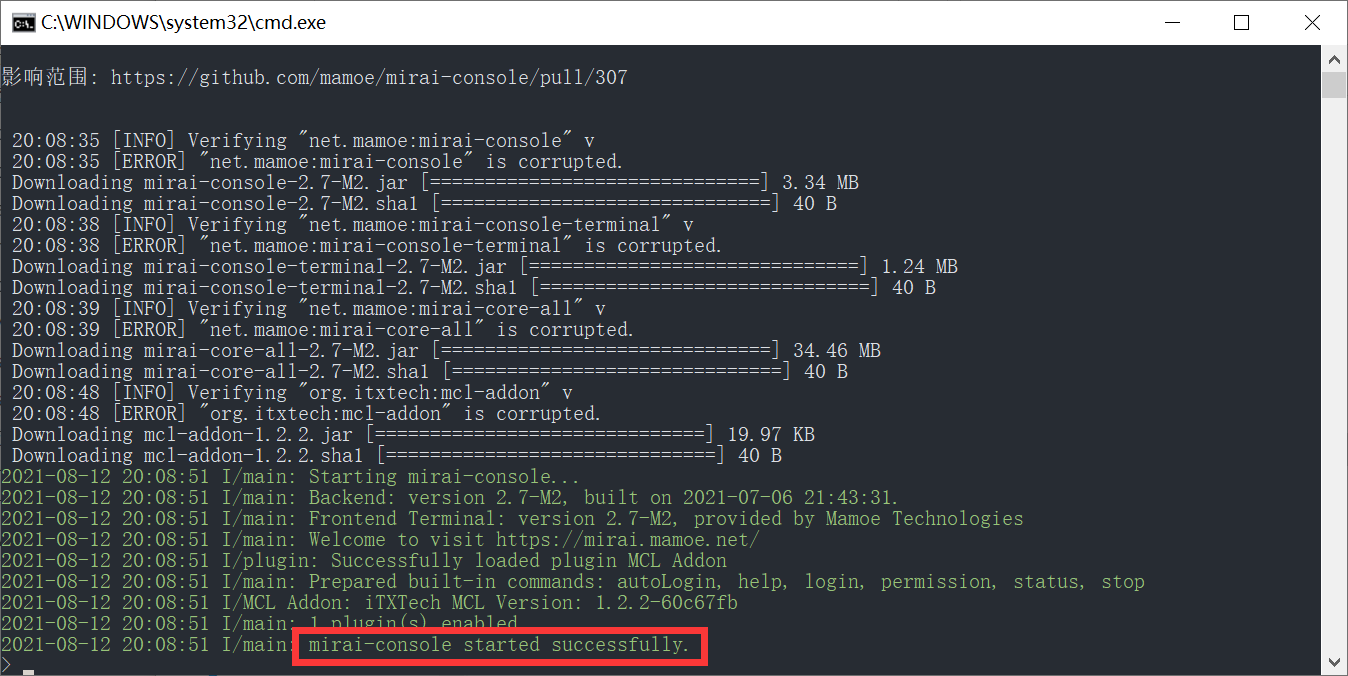 C:\WINDOWS\system32\cmd.exe
影响范围: https://github.com/mamoe/mirai-console/pull/307
20:08:35 [INFO] Verifying "net.mamoe:mirai-console" v
20:08:35 [ERROR] "net.mamoe:mirai-console" is corrupted.
Downloading mirai-console-2.7-M2.jar [==============================] 3.34 MB
Downloading mirai-console-2.7-M2.sha1 [==============================] 40 B
20:08:38 [INFO] Verifying "net.mamoe:mirai-console-terminal" v
20:08:38 [ERROR] "net.mamoe:mirai-console-terminal" is corrupted.
Downloading mirai-console-terminal-2.7-M2.jar [==============================] 1.24 MB
Downloading mirai-console-terminal-2.7-M2.sha1 [==============================] 40 B
20:08:39 [INFO] Verifying "net.mamoe:mirai-core-all" v
20:08:39 [ERROR] "net.mamoe:mirai-core-all" is corrupted.
Downloading mirai-core-all-2.7-M2.jar [==============================] 34.46 MB
Downloading mirai-core-all-2.7-M2.sha1 [==============================] 40 B
20:08:48 [INFO] Verifying "org.itxtech:mcl-addon" v
20:08:48 [ERROR] "org.itxtech:mcl-addon" is corrupted.
Downloading mcl-addon-1.2.2.jar [==============================] 19.97 KB
Downloading mcl-addon-1.2.2.sha1 [==============================] 40 B
2021-08-12 20:08:51 I/main: Starting mirai-console...
2021-08-12 20:08:51 I/main: Backend: version 2.7-M2, built on 2021-07-06 21:43:31.
2021-08-12 20:08:51 I/main: Frontend Terminal: version 2.7-M2, provided by Mamoe Technologies
2021-08-12 20:08:51 I/main: Welcome to visit https://mirai.mamoe.net/
2021-08-12 20:08:51 I/plugin: Successfully loaded plugin MCL Addon
2021-08-12 20:08:51 I/main: Prepared built-in commands: autoLogin, help, login, permission, status, stop
2021-08-12 20:08:51 I/MCL Addon: iTXTech MCL Version: 1.2.2-60c67fb
2021-08-12 20:08:51 I/main: 1 plugin(s) enabled.
2021-08-12 20:08:51 I/main: mirai-console started successfully.
>